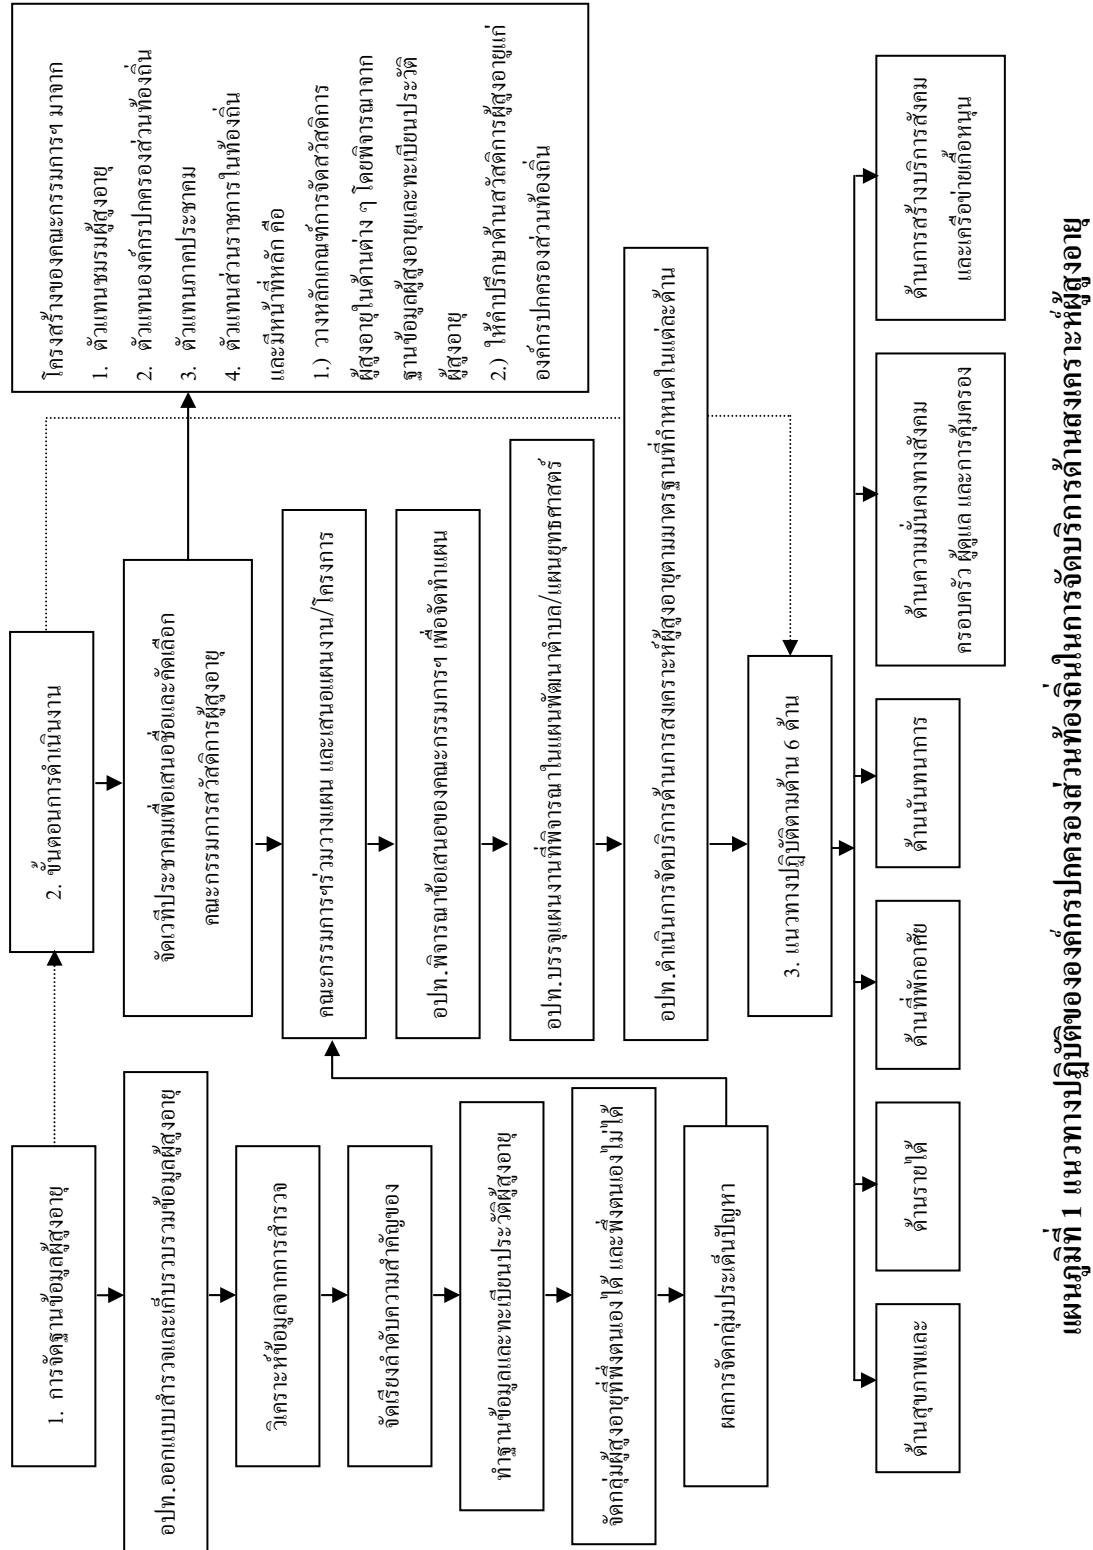 1. การจัดฐานข้อมูลผู้สูงอายุ
อปท.ออกแบบสำรวจและเก็บรวบรวมข้อมูลผู้สูงอายุ
วิเคราะห์ข้อมูลจากการสำรวจ
จัดเรียงลำดับความสำคัญของ
ทำฐานข้อมูลและทะเบียนประวัติผู้สูงอายุ
จัดกลุ่มผู้สูงอายุที่พึ่งตนเองได้ และพึ่งตนเองไม่ได้
ผลการจัดกลุ่มประเด็นปัญหา
2. ขั้นตอนการดำเนินงาน
จัดเวทีประชาคมเพื่อเสนอชื่อและคัดเลือก
คณะกรรมการสวัสดิการผู้สูงอายุ
คณะกรรมการฯร่วมวางแผน และเสนอแผนงาน/โครงการ
อปท.พิจารณาข้อเสนอของคณะกรรมการฯ เพื่อจัดทำแผน
อปท.บรรจุแผนงานที่พิจารณาในแผนพัฒนาตำบล/แผนยุทธศาสตร์
อปท.ดำเนินการจัดบริการด้านการสงเคราะห์ผู้สูงอายุตามมาตรฐานที่กำหนดในแต่ละด้าน
โครงสร้างของคณะกรรมการฯ มาจาก
1. ตัวแทนชมรมผู้สูงอายุ
2. ตัวแทนองค์กรปกครองส่วนท้องถิ่น
3. ตัวแทนภาคประชาคม
4. ตัวแทนส่วนราชการในท้องถิ่น
และมีหน้าที่หลัก คือ
1.) วางหลักเกณฑ์การจัดสวัสดิการ
ผู้สูงอายุในด้านต่าง ๆ โดยพิจารณาจาก
ฐานข้อมูลผู้สูงอายุและทะเบียนประวัติ
ผู้สูงอายุ
2.) ให้คำปรึกษาด้านสวัสดิการผู้สูงอายุแก่
องค์กรปกครองส่วนท้องถิ่น
3. แนวทางปฏิบัติตามด้าน 6 ด้าน
ด้านสุขภาพและ
ด้านรายได้
ด้านที่พักอาศัย
ด้านนันทนาการ
ด้านความมั่นคงทางสังคม
ครอบครัว ผู้ดูแล และการคุ้มครอง
ด้านการสร้างบริการสังคม
และเครือข่ายเกื้อหนุน
แผนภูมิที่ 1 แนวทางปฏิบัติขององค์กรปกครองส่วนท้องถิ่นในการจัดบริการด้านสงเคราะห์ผู้สูงอายุ